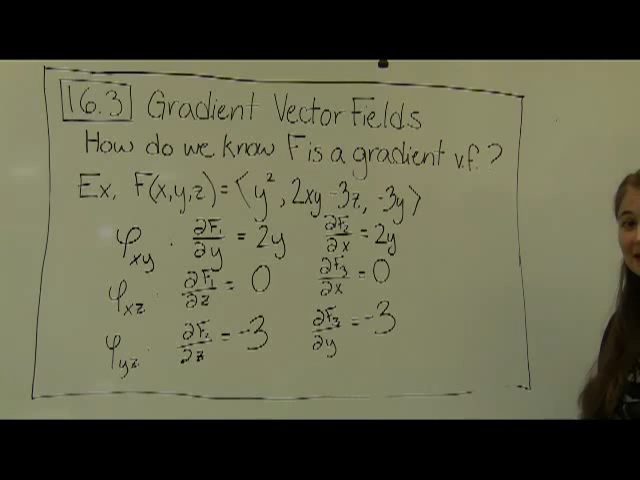 16.3 Gradient Vector Fields
How do we know F is a gradient v.f.?
Ex. F(x,y,z) = ⟨y², 2xy -3z, -3y⟩
φxy : ∂F₁/∂y = 2y ∂F₂/∂x = 2y
φxz : ∂F₁/∂z = 0 ∂F₃/∂x = 0
φyz : ∂F₂/∂z = -3 ∂F₃/∂y = -3